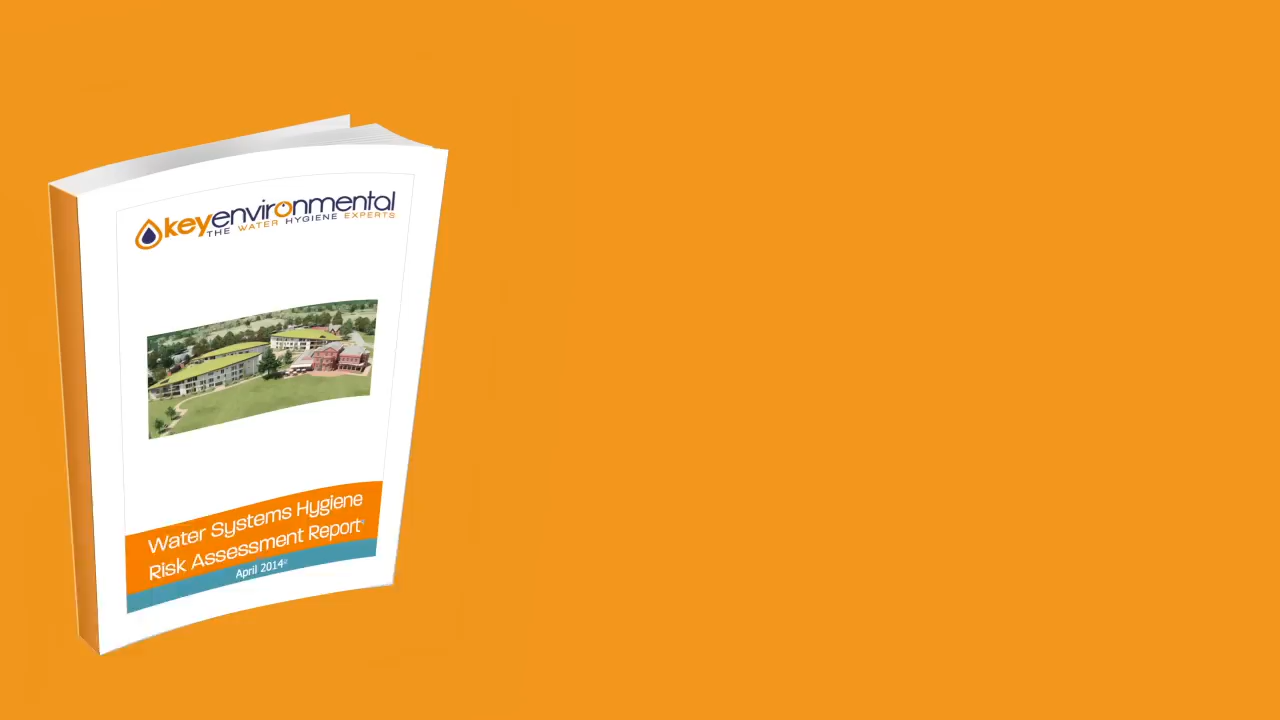 keyenvironmental
THE WATER HYGIENE EXPERTS
Water Systems Hygiene
Risk Assessment Report
April 2014